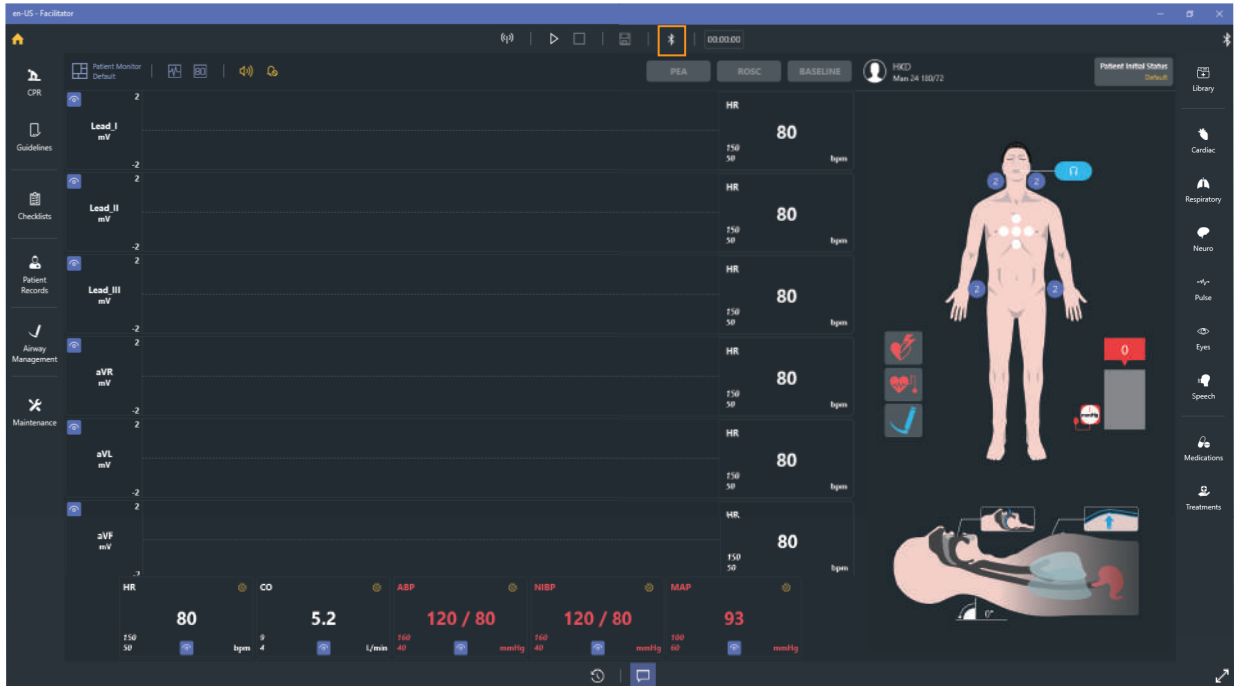 en-US - Facilitator
00:00:00
CPR
Guidelines
Checklists
Patient
Records
Airway
Management
Maintenance
Patient Monitor
Default
80
PEA
ROSC
BASELINE
HKD
Man 24 180/72
Patient Initial Status
Default
2
Lead_I
mV
-2
HR
80
150
50
bpm
2
Lead_II
mV
-2
HR
80
150
50
bpm
2
Lead_III
mV
-2
HR
80
150
50
bpm
2
aVR
mV
-2
HR
80
150
50
bpm
2
aVL
mV
-2
HR
80
150
50
bpm
2
aVF
mV
-2
HR
80
150
50
bpm
HR
80
150
50
bpm
CO
5.2
9
4
L/min
ABP
120 / 80
160
40
mmHg
NIBP
120 / 80
160
40
mmHg
MAP
93
100
60
mmHg
2
2
2
2
0
mmHg
0°
Library
Cardiac
Respiratory
Neuro
Pulse
Eyes
Speech
Medications
Treatments